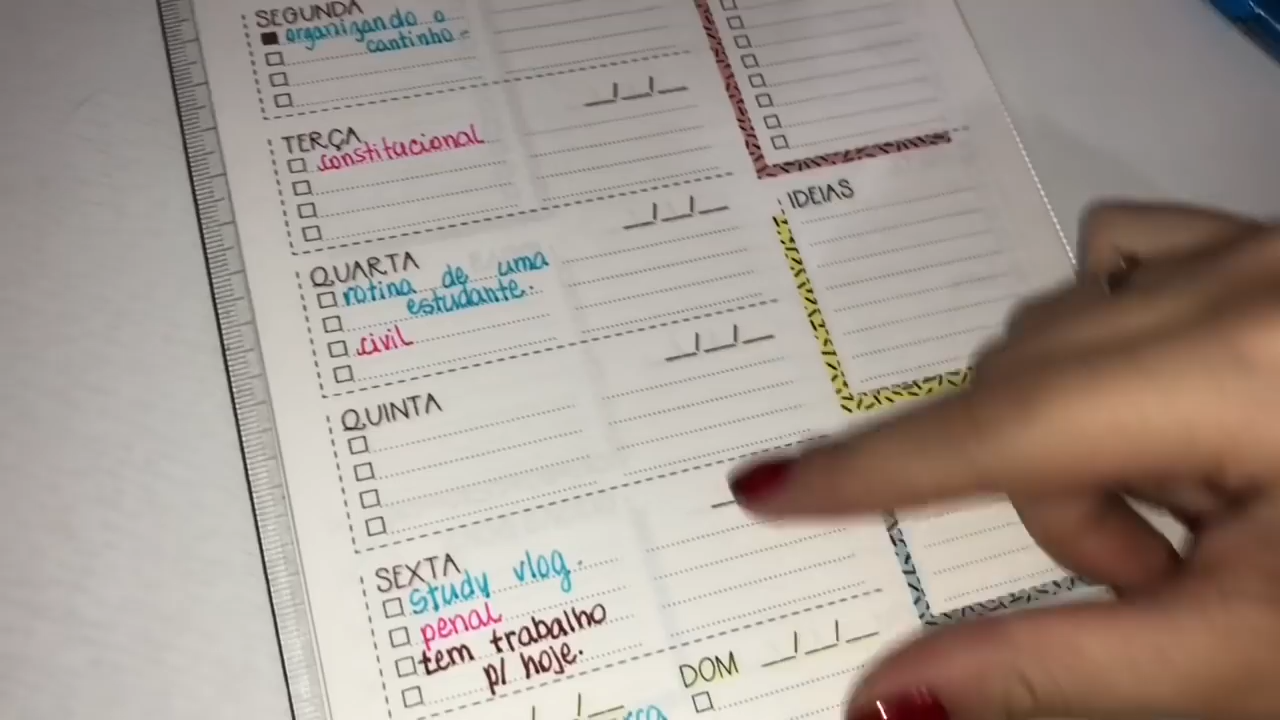 SEGUNDA
organizando o
cantinho
TERÇA
constitucional
QUARTA
rotina de uma
estudante.
civil
QUINTA
SEXTA
study vlog.
penal
tem trabalho
p/ hoje.
IDEIAS
DOM